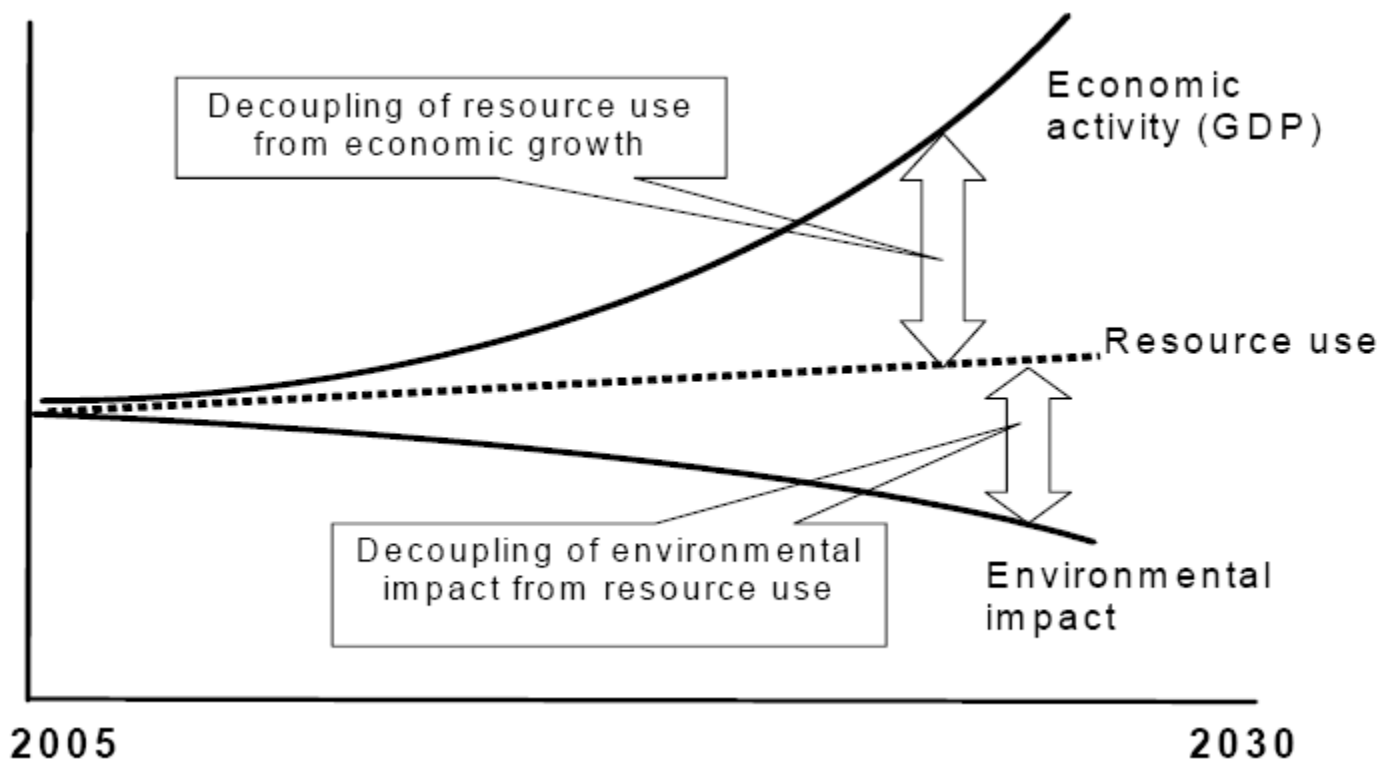 Economic
activity (GDP)
Decoupling of resource use
from economic growth
Resource use
Decoupling of environmental
impact from resource use
Environmental
impact
2005
2030